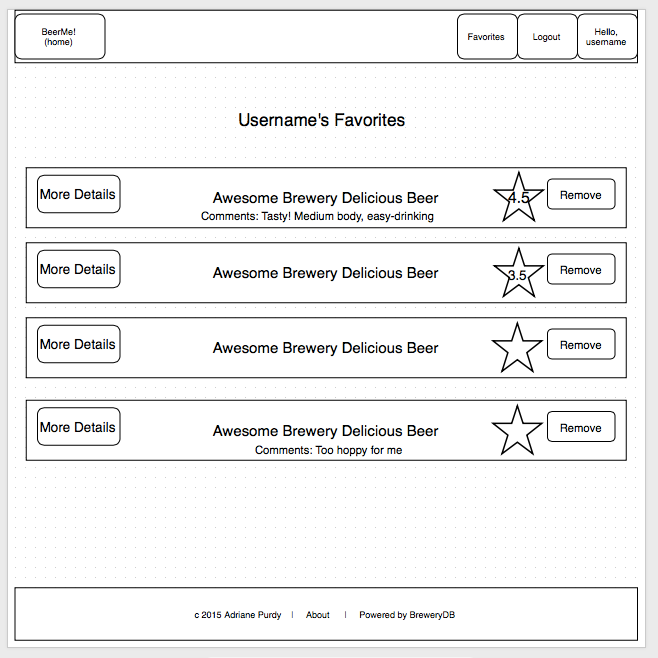 BeerMe!
(home)
Favorites
Logout
Hello,
username
Username's Favorites
More Details
Awesome Brewery Delicious Beer
Comments: Tasty! Medium body, easy-drinking
4.5
Remove
More Details
Awesome Brewery Delicious Beer
3.5
Remove
More Details
Awesome Brewery Delicious Beer
Remove
More Details
Awesome Brewery Delicious Beer
Comments: Too hoppy for me
Remove
c 2015 Adriane Purdy | About | Powered by BreweryDB